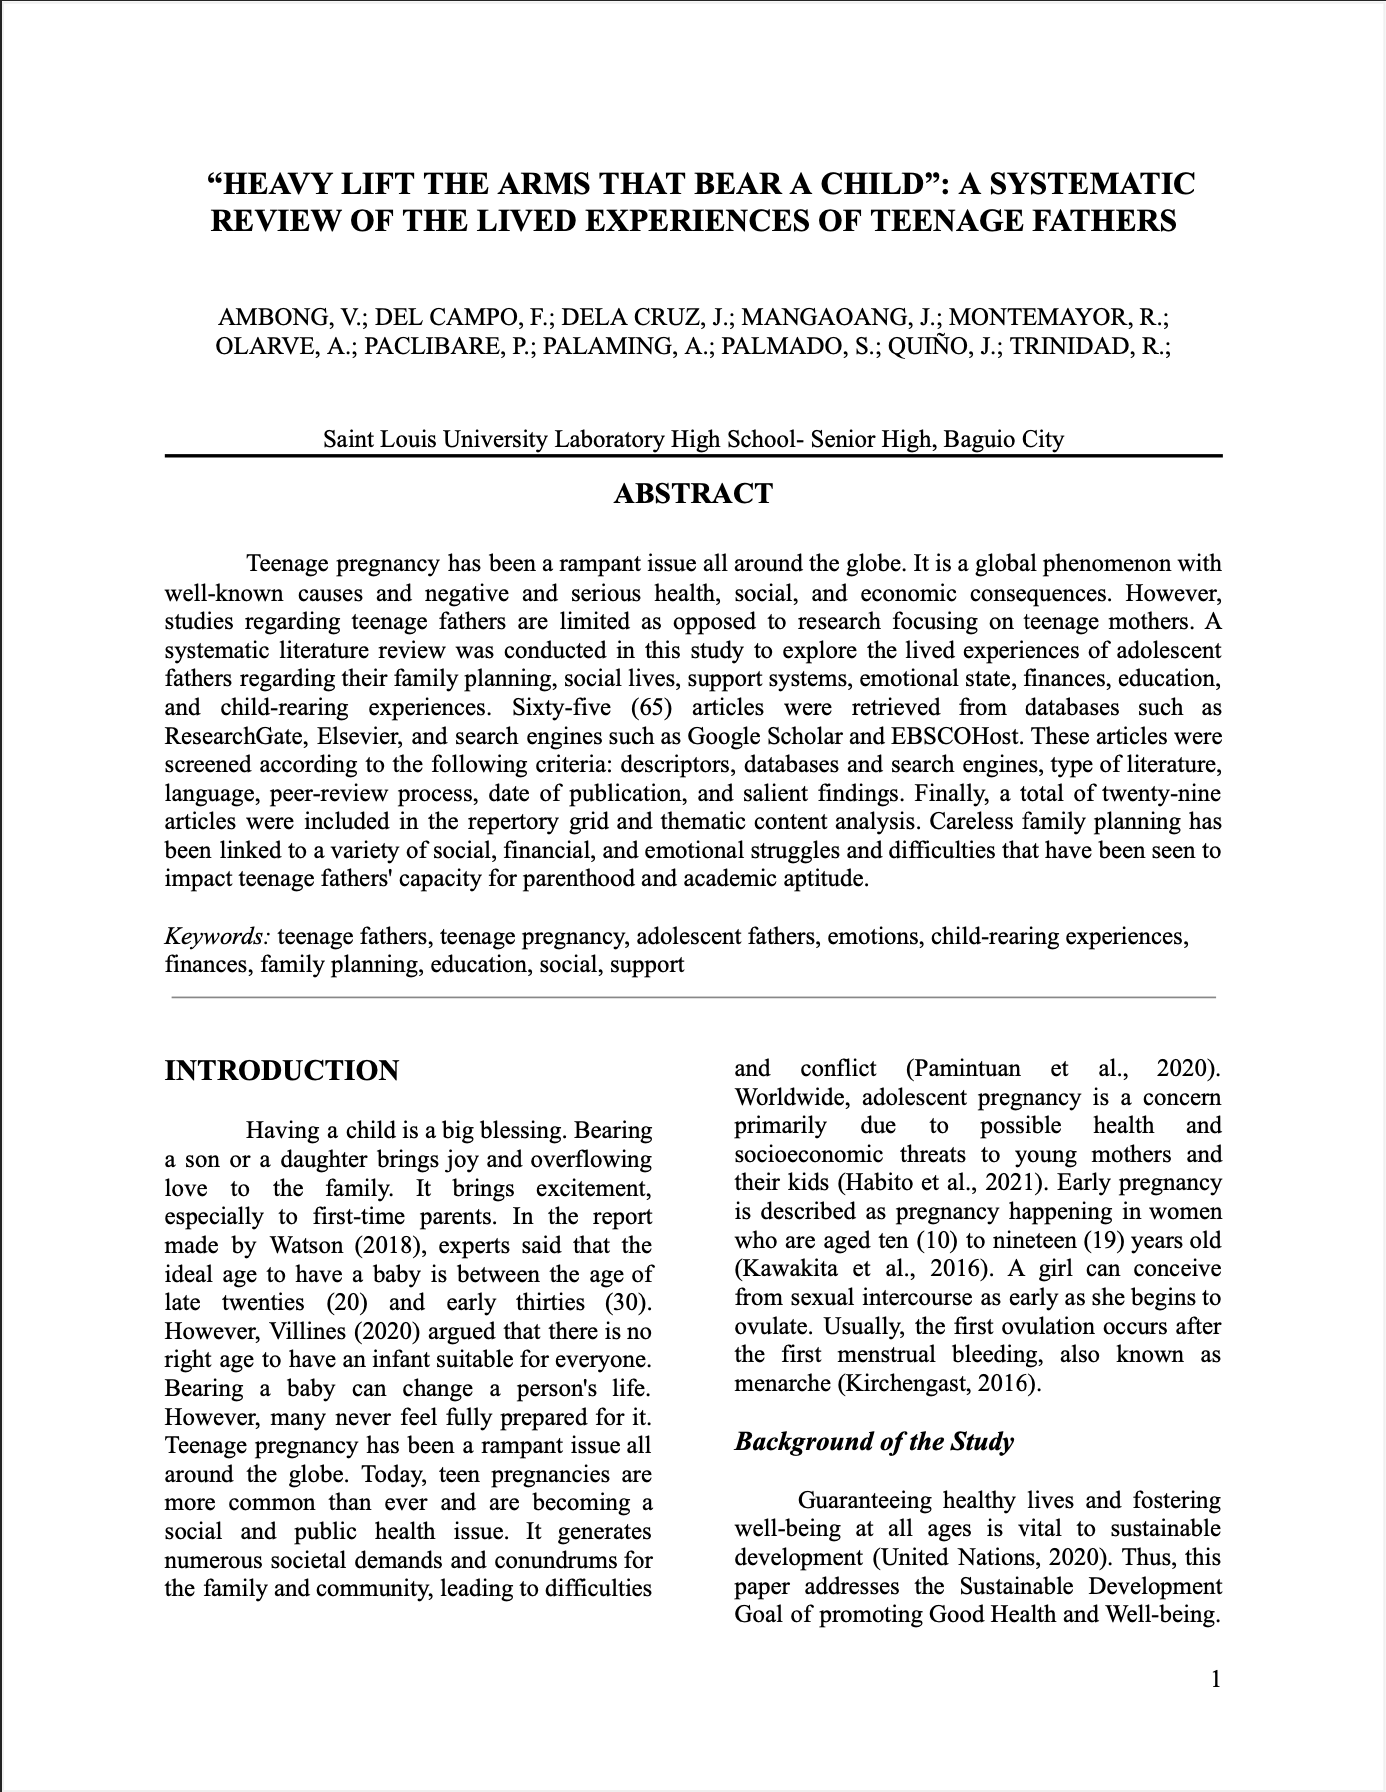 “HEAVY LIFT THE ARMS THAT BEAR A CHILD”: A SYSTEMATIC
REVIEW OF THE LIVED EXPERIENCES OF TEENAGE FATHERS
AMBONG, V.; DEL CAMPO, F.; DELA CRUZ, J.; MANGAOANG, J.; MONTEMAYOR, R.;
OLARVE, A.; PACLIBARE, P.; PALAMING, A.; PALMADO, S.; QUIÑO, J.; TRINIDAD, R.;
Saint Louis University Laboratory High School- Senior High, Baguio City
ABSTRACT
Teenage pregnancy has been a rampant issue all around the globe. It is a global phenomenon with
well-known causes and negative and serious health, social, and economic consequences. However,
studies regarding teenage fathers are limited as opposed to research focusing on teenage mothers. A
systematic literature review was conducted in this study to explore the lived experiences of adolescent
fathers regarding their family planning, social lives, support systems, emotional state, finances, education,
and child-rearing experiences. Sixty-five (65) articles were retrieved from databases such as
ResearchGate, Elsevier, and search engines such as Google Scholar and EBSCOHost. These articles were
screened according to the following criteria: descriptors, databases and search engines, type of literature,
language, peer-review process, date of publication, and salient findings. Finally, a total of twenty-nine
articles were included in the repertory grid and thematic content analysis. Careless family planning has
been linked to a variety of social, financial, and emotional struggles and difficulties that have been seen to
impact teenage fathers' capacity for parenthood and academic aptitude.
Keywords: teenage fathers, teenage pregnancy, adolescent fathers, emotions, child-rearing experiences,
finances, family planning, education, social, support
INTRODUCTION
Having a child is a big blessing. Bearing
a son or a daughter brings joy and overflowing
love to the family. It brings excitement,
especially to first-time parents. In the report
made by Watson (2018), experts said that the
ideal age to have a baby is between the age of
late twenties (20) and early thirties (30).
However, Villines (2020) argued that there is no
right age to have an infant suitable for everyone.
Bearing a baby can change a person's life.
However, many never feel fully prepared for it.
Teenage pregnancy has been a rampant issue all
around the globe. Today, teen pregnancies are
more common than ever and are becoming a
social and public health issue. It generates
numerous societal demands and conundrums for
the family and community, leading to difficulties
and conflict (Pamintuan et al., 2020).
Worldwide, adolescent pregnancy is a concern
primarily due to possible health and
socioeconomic threats to young mothers and
their kids (Habito et al., 2021). Early pregnancy
is described as pregnancy happening in women
who are aged ten (10) to nineteen (19) years old
(Kawakita et al., 2016). A girl can conceive
from sexual intercourse as early as she begins to
ovulate. Usually, the first ovulation occurs after
the first menstrual bleeding, also known as
menarche (Kirchengast, 2016).
Background of the Study
Guaranteeing healthy lives and fostering
well-being at all ages is vital to sustainable
development (United Nations, 2020). Thus, this
paper addresses the Sustainable Development
Goal of promoting Good Health and Well-being.
1